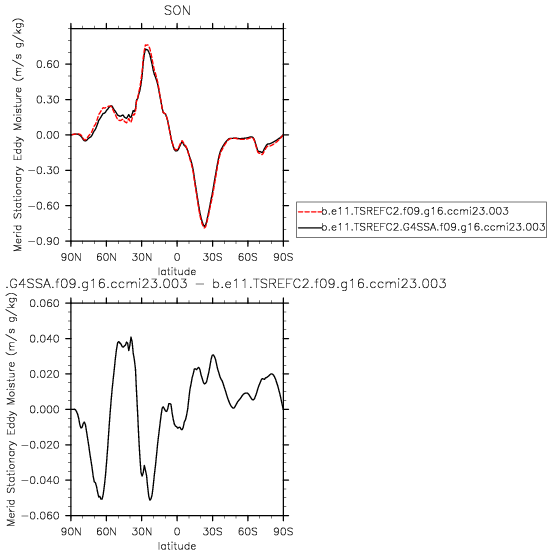 SON
Merid Stationary Eddy Moisture (m/s g/kg)
0.60
0.30
0.00
−0.30
−0.60
−0.90
90N 60N 30N 0 30S 60S 90S
latitude
b.e11.TSREFC2.f09.g16.ccmi23.003
b.e11.TSREFC2.G4SSA.f09.g16.ccmi23.003
.G4SSA.f09.g16.ccmi23.003 − b.e11.TSREFC2.f09.g16.ccmi23.003
Merid Stationary Eddy Moisture (m/s g/kg)
0.060
0.040
0.020
0.000
−0.020
−0.040
−0.060
90N 60N 30N 0 30S 60S 90S
latitude